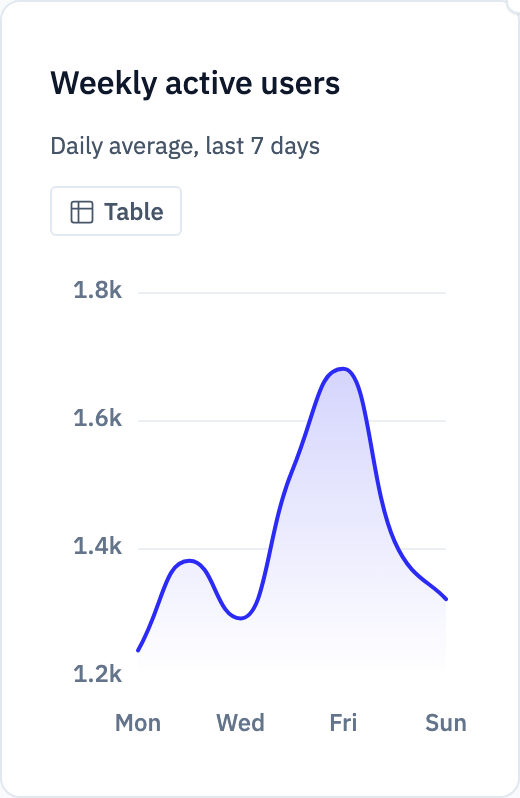 Weekly active users
Daily average, last 7 days
Table
1.8k
1.6k
1.4k
1.2k
Mon Wed Fri Sun